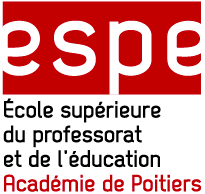 espe
École supérieure
du professorat
et de l'éducation
Académie de Poitiers